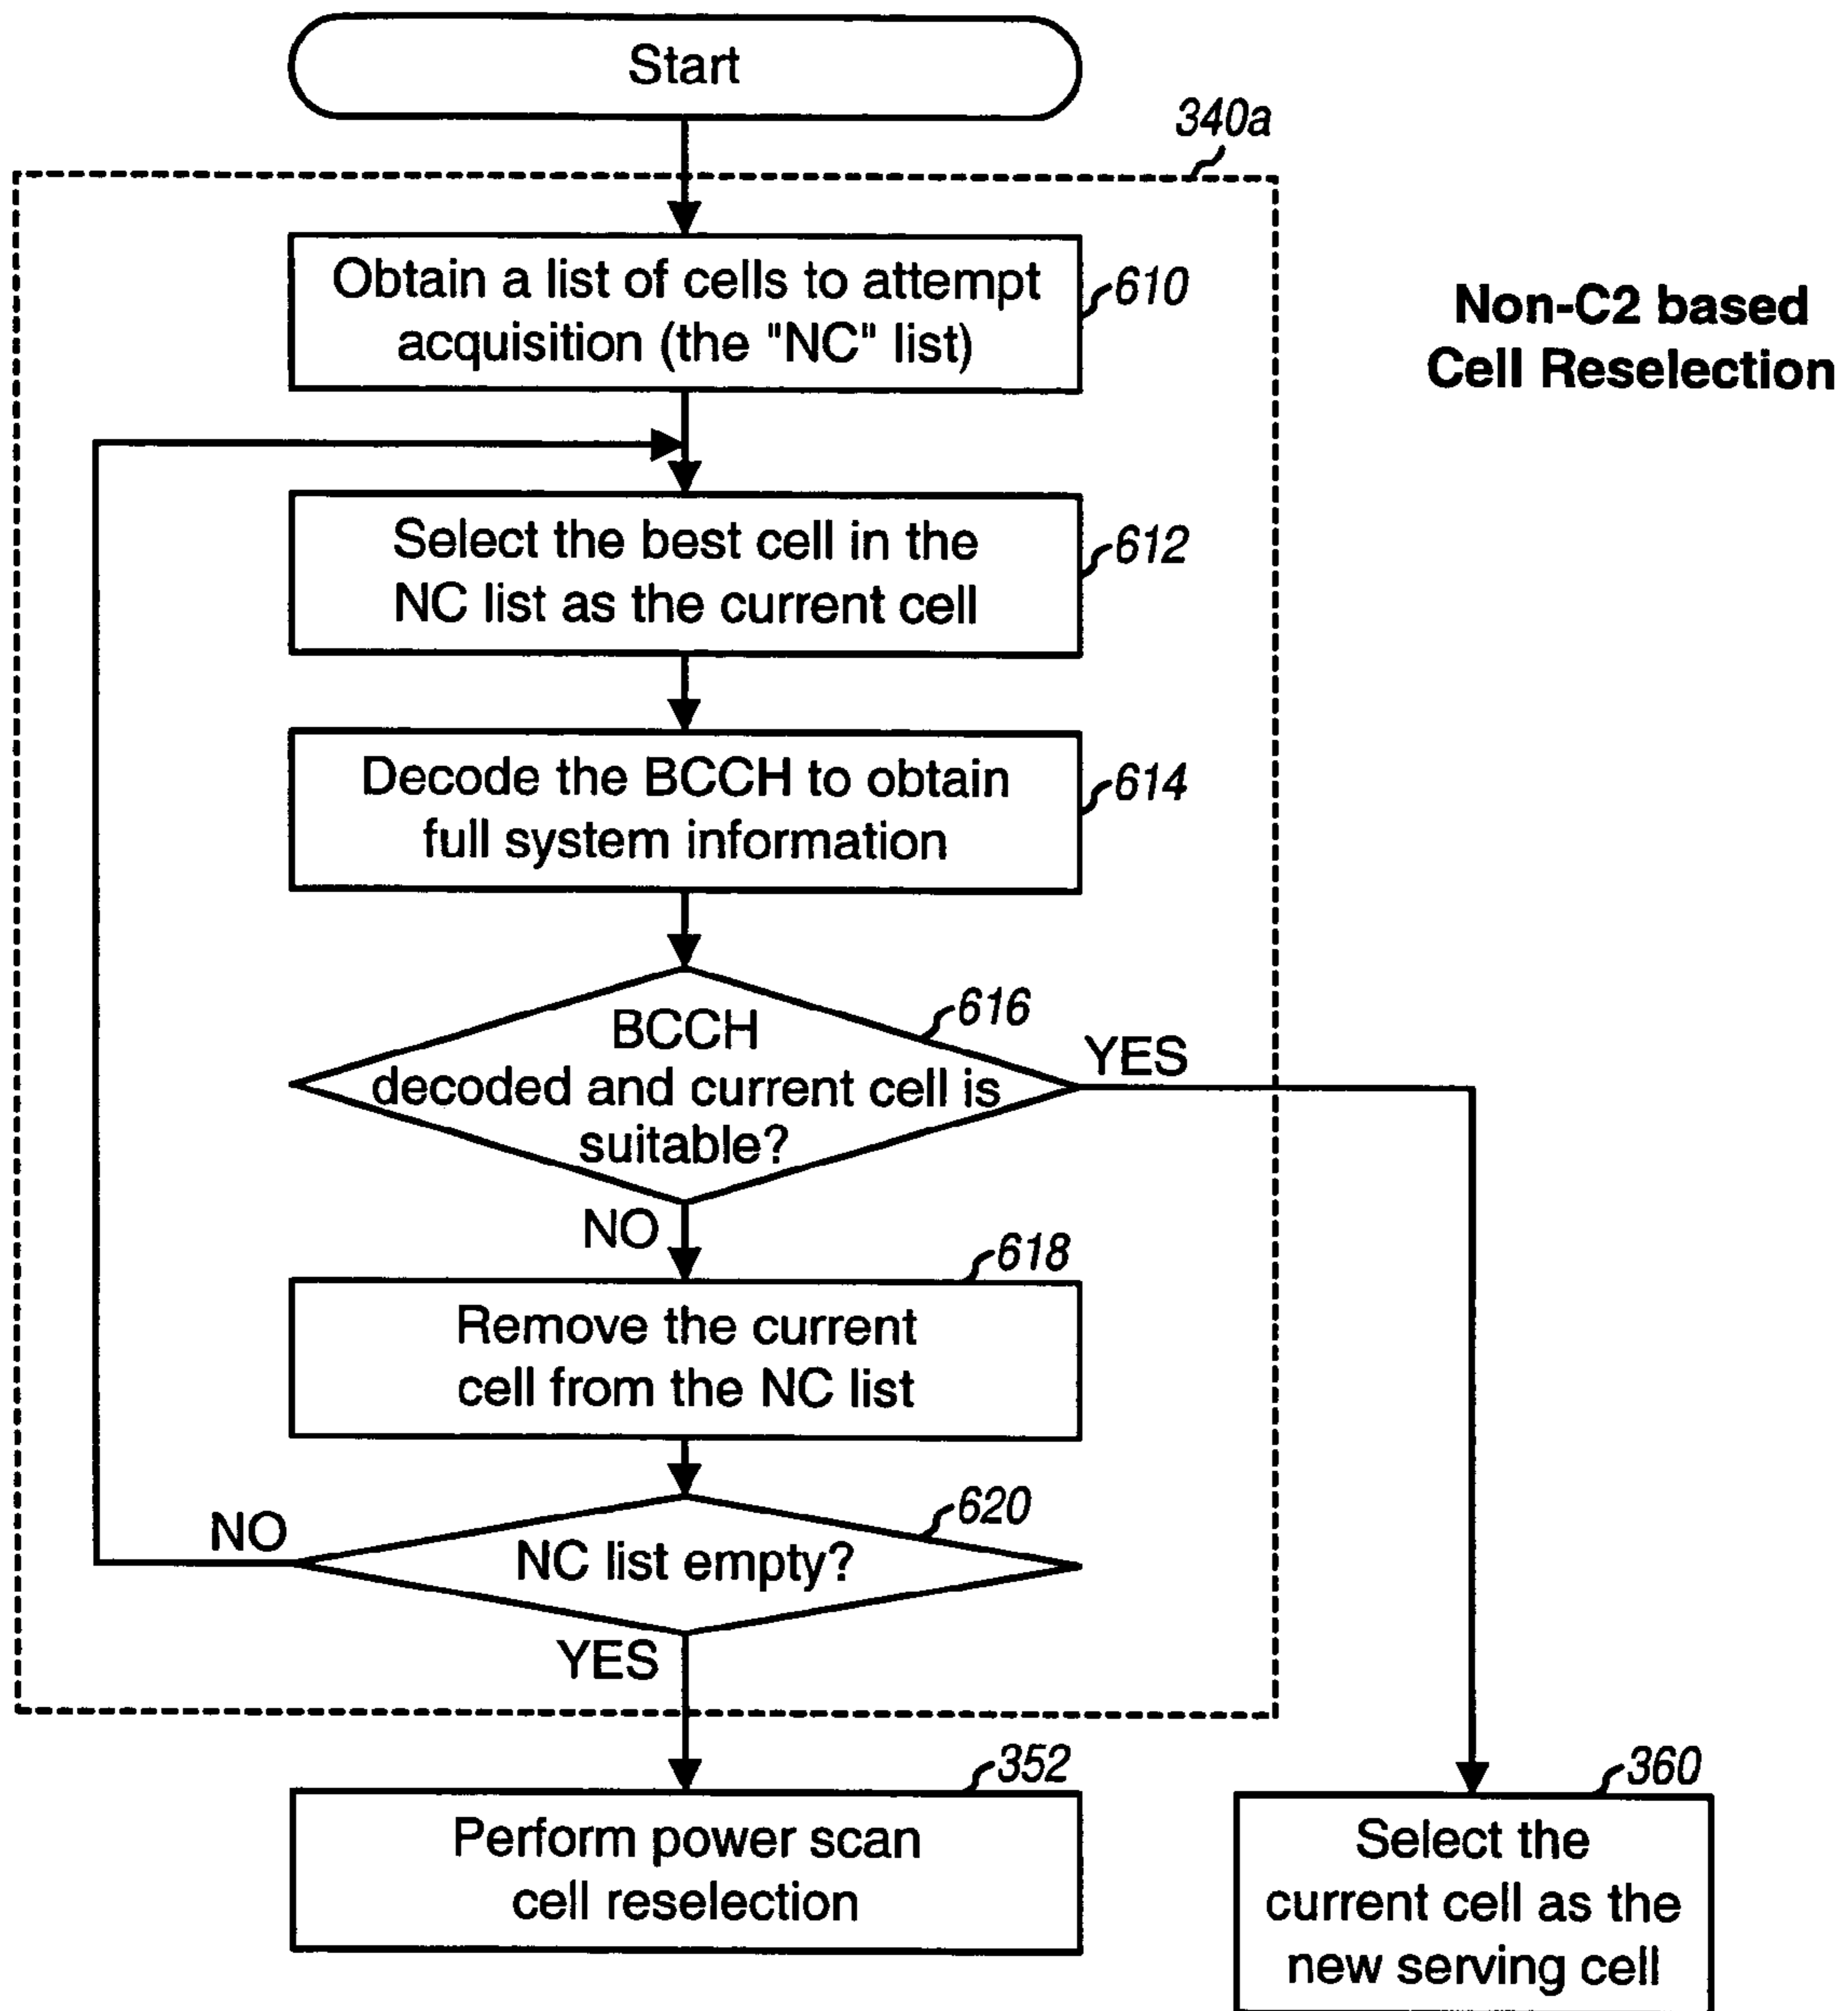 Start
340a
Obtain a list of cells to attempt
acquisition (the "NC" list)
610
Non-C2 based
Cell Reselection
Select the best cell in the
NC list as the current cell
612
Decode the BCCH to obtain
full system information
614
BCCH
decoded and current cell is
suitable?
616
YES
NO
618
Remove the current
cell from the NC list
620
NO
NC list empty?
YES
352
Perform power scan
cell reselection
360
Select the
current cell as the
new serving cell